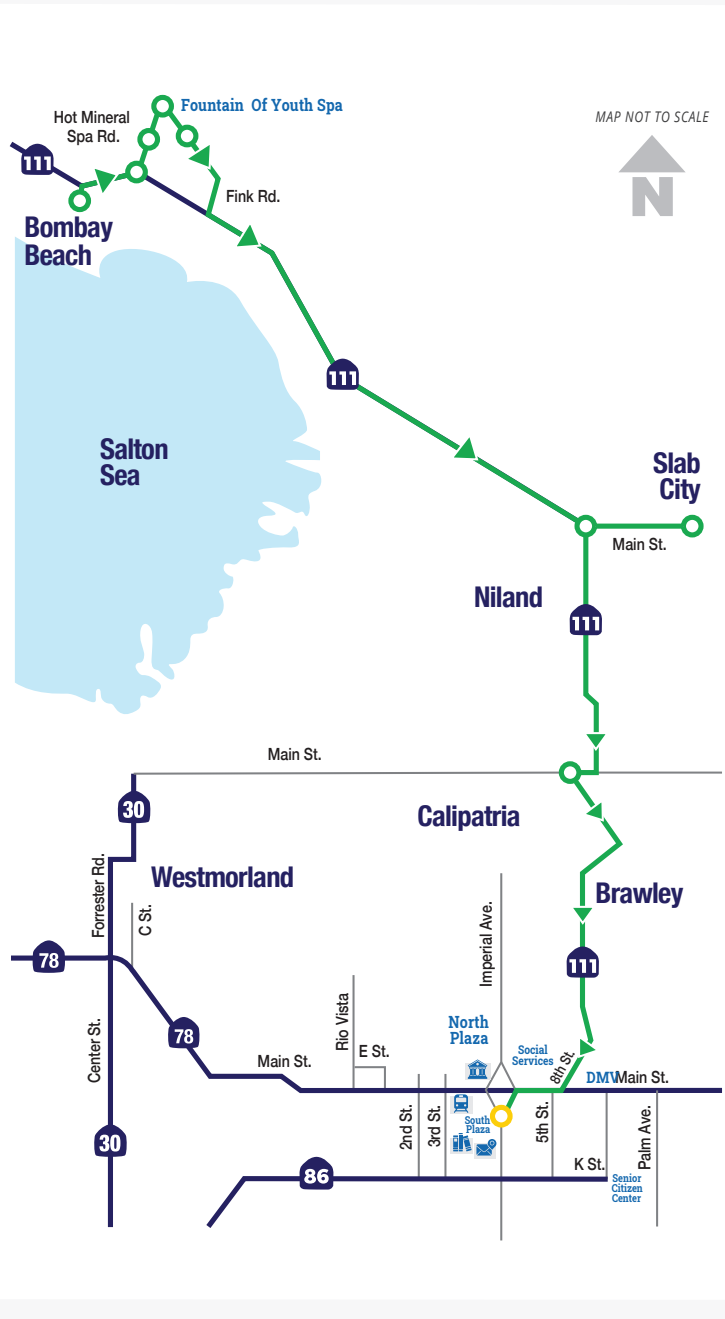 Fountain Of Youth Spa
Hot Mineral
Spa Rd.
MAP NOT TO SCALE
N
111
Fink Rd.
Bombay
Beach
111
Salton
Sea
Slab
City
Main St.
Niland
111
Main St.
30
Calipatria
Westmorland
Forrester Rd.
C St.
Brawley
Imperial Ave.
78
111
78
Rio Vista
North
Plaza
E St.
Social
Services
8th St.
Center St.
Main St.
DMV
Main St.
2nd St.
3rd St.
South
Plaza
5th St.
Palm Ave.
30
K St.
86
Senior
Citizen
Center